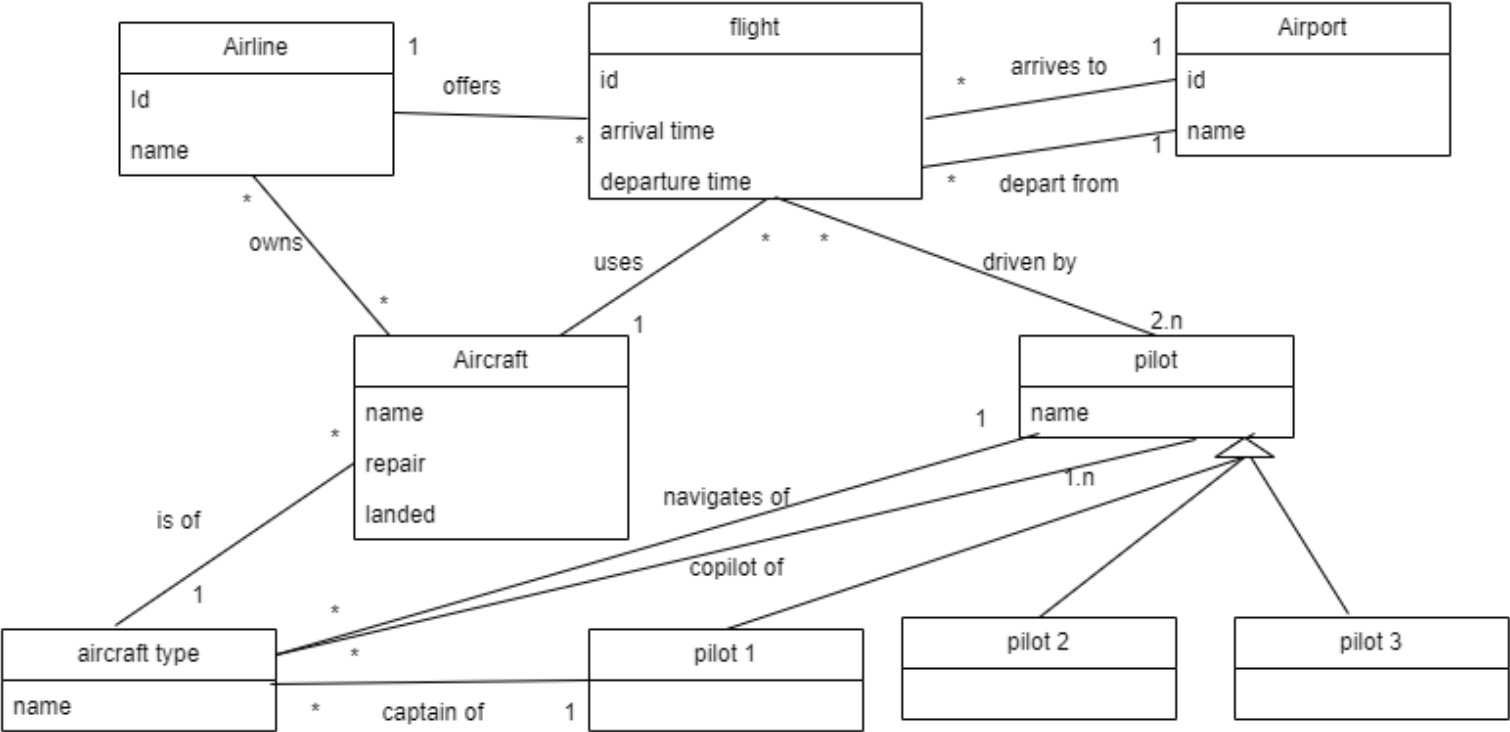 Airline
Id
name
1
offers
*
flight
id
arrival time
departure time
Airport
id
name
1
arrives to
*
1
*
depart from
*
owns
*
uses
*
1
*
driven by
2.n
Aircraft
name
repair
landed
pilot
name
*
is of
1
1
navigates of
*
1.n
copilot of
*
aircraft type
name
*
captain of
1
pilot 1
pilot 2
pilot 3